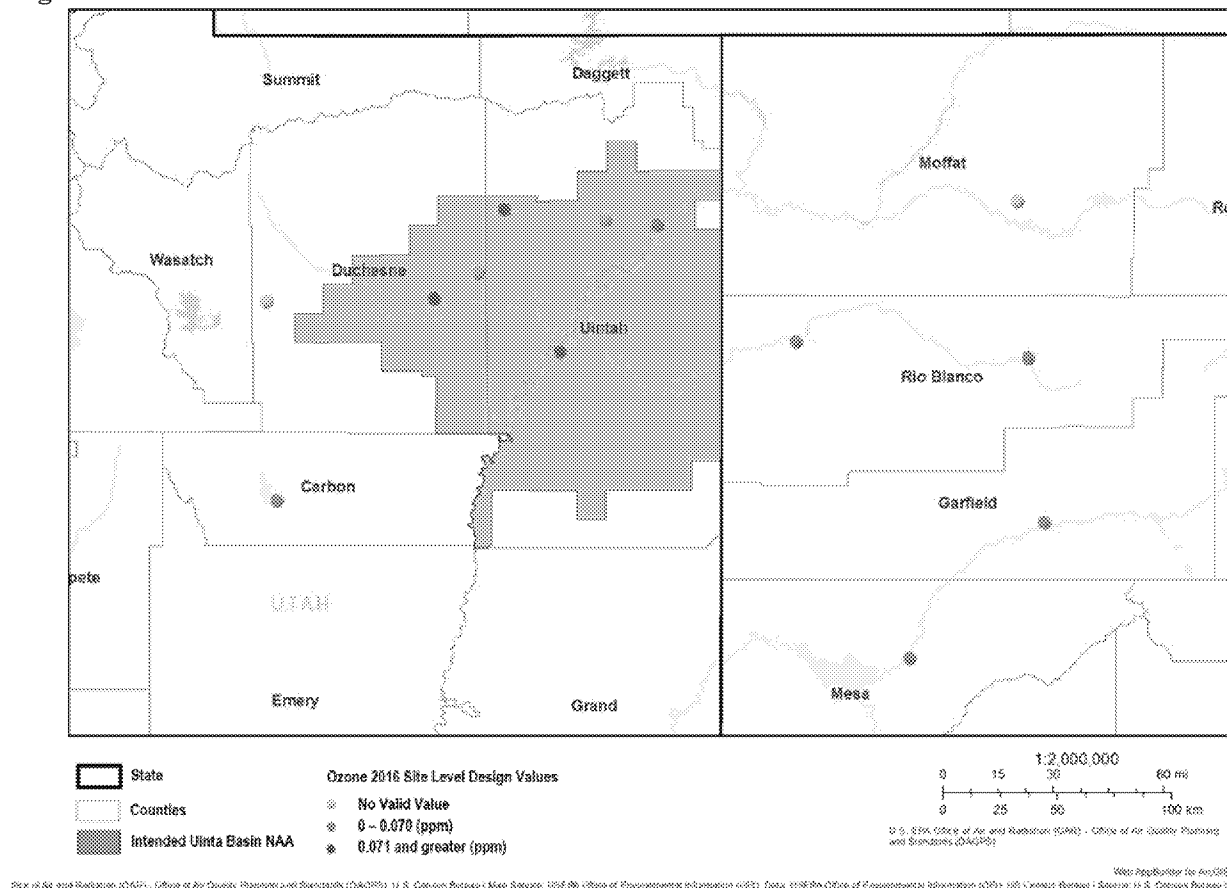 Summit
Daggett
Moffat
Wasatch
Duchesne
Uintah
Rio Blanco
Carbon
Garfield
pete
UTAH
Emery
Grand
Mesa
State
Counties
Intended Uinta Basin NAA
Ozone 2016 Site Level Design Values
No Valid Value
0 – 0.070 (ppm)
0.071 and greater (ppm)
1:2,000,000
0 15 30 60 mi
0 25 50 100 km
U.S. EPA Office of Air and Radiation (OAR) - Office of Air Quality Planning
and Standards (OAQPS)